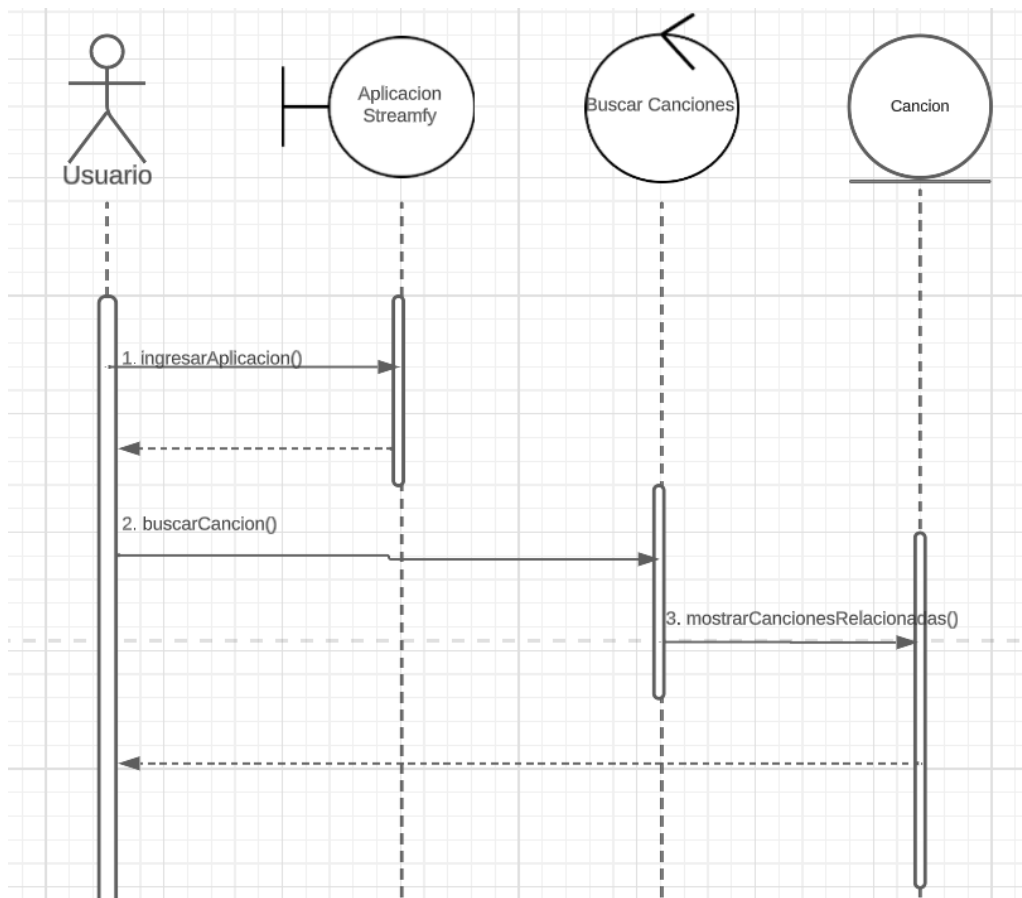 Aplicacion
Streamfy
Buscar Canciones
Cancion
Usuario
1. ingresarAplicacion()
2. buscarCancion()
3. mostrarCancionesRelacionadas()